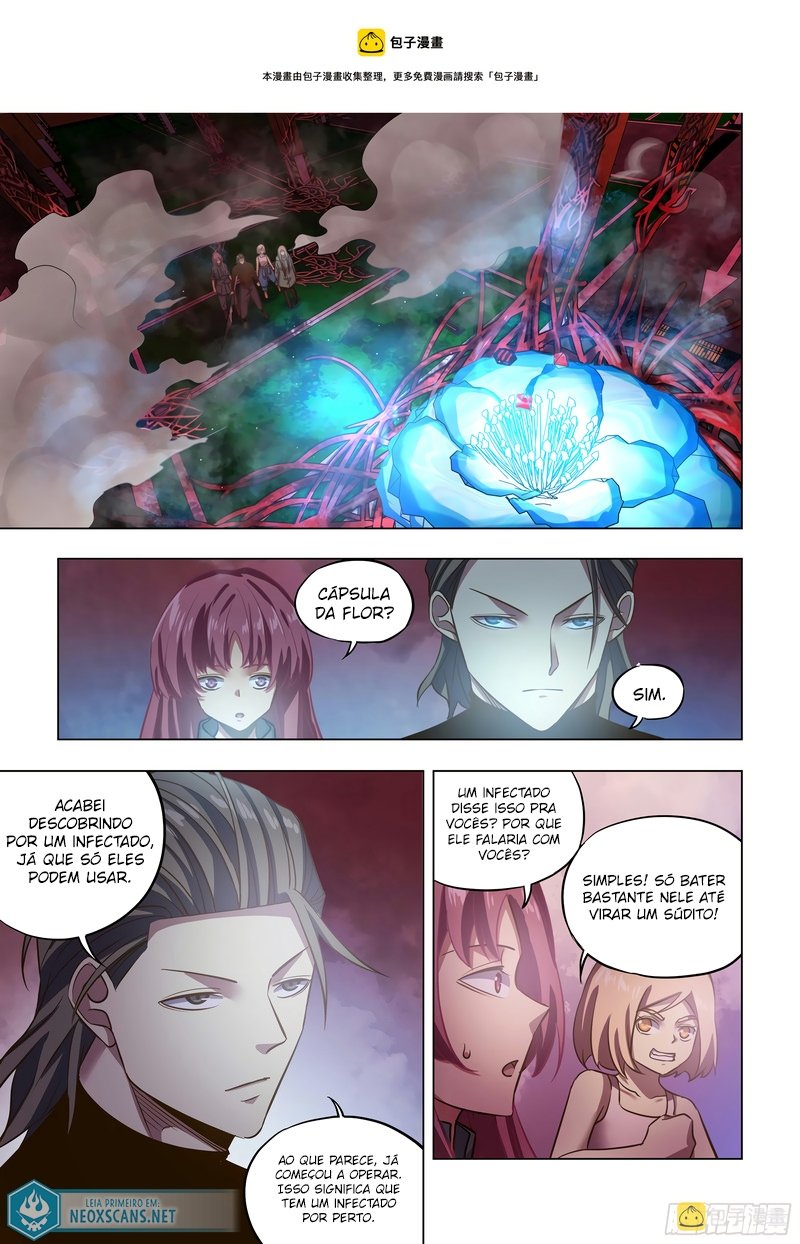 包子漫畫
本漫畫由包子漫畫收集整理，更多免費漫画請搜索「包子漫畫」
CÁPSULA
DA FLOR?
SIM.
ACABEI
DESCOBRINDO
POR UM INFECTADO,
JÁ QUE SÓ ELES
PODEM USAR.
UM INFECTADO
DISSE ISSO PRA
VOCÊS? POR QUE
ELE FALARIA COM
VOCÊS?
SIMPLES! SÓ BATER
BASTANTE NELE ATÉ
VIRAR UM SÚDITO!
AO QUE PARECE, JÁ
COMEÇOU A OPERAR.
ISSO SIGNIFICA QUE
TEM UM INFECTADO
POR PERTO.
LEIA PRIMEIRO EM:
NEOXSCANS.NET
包子漫畫